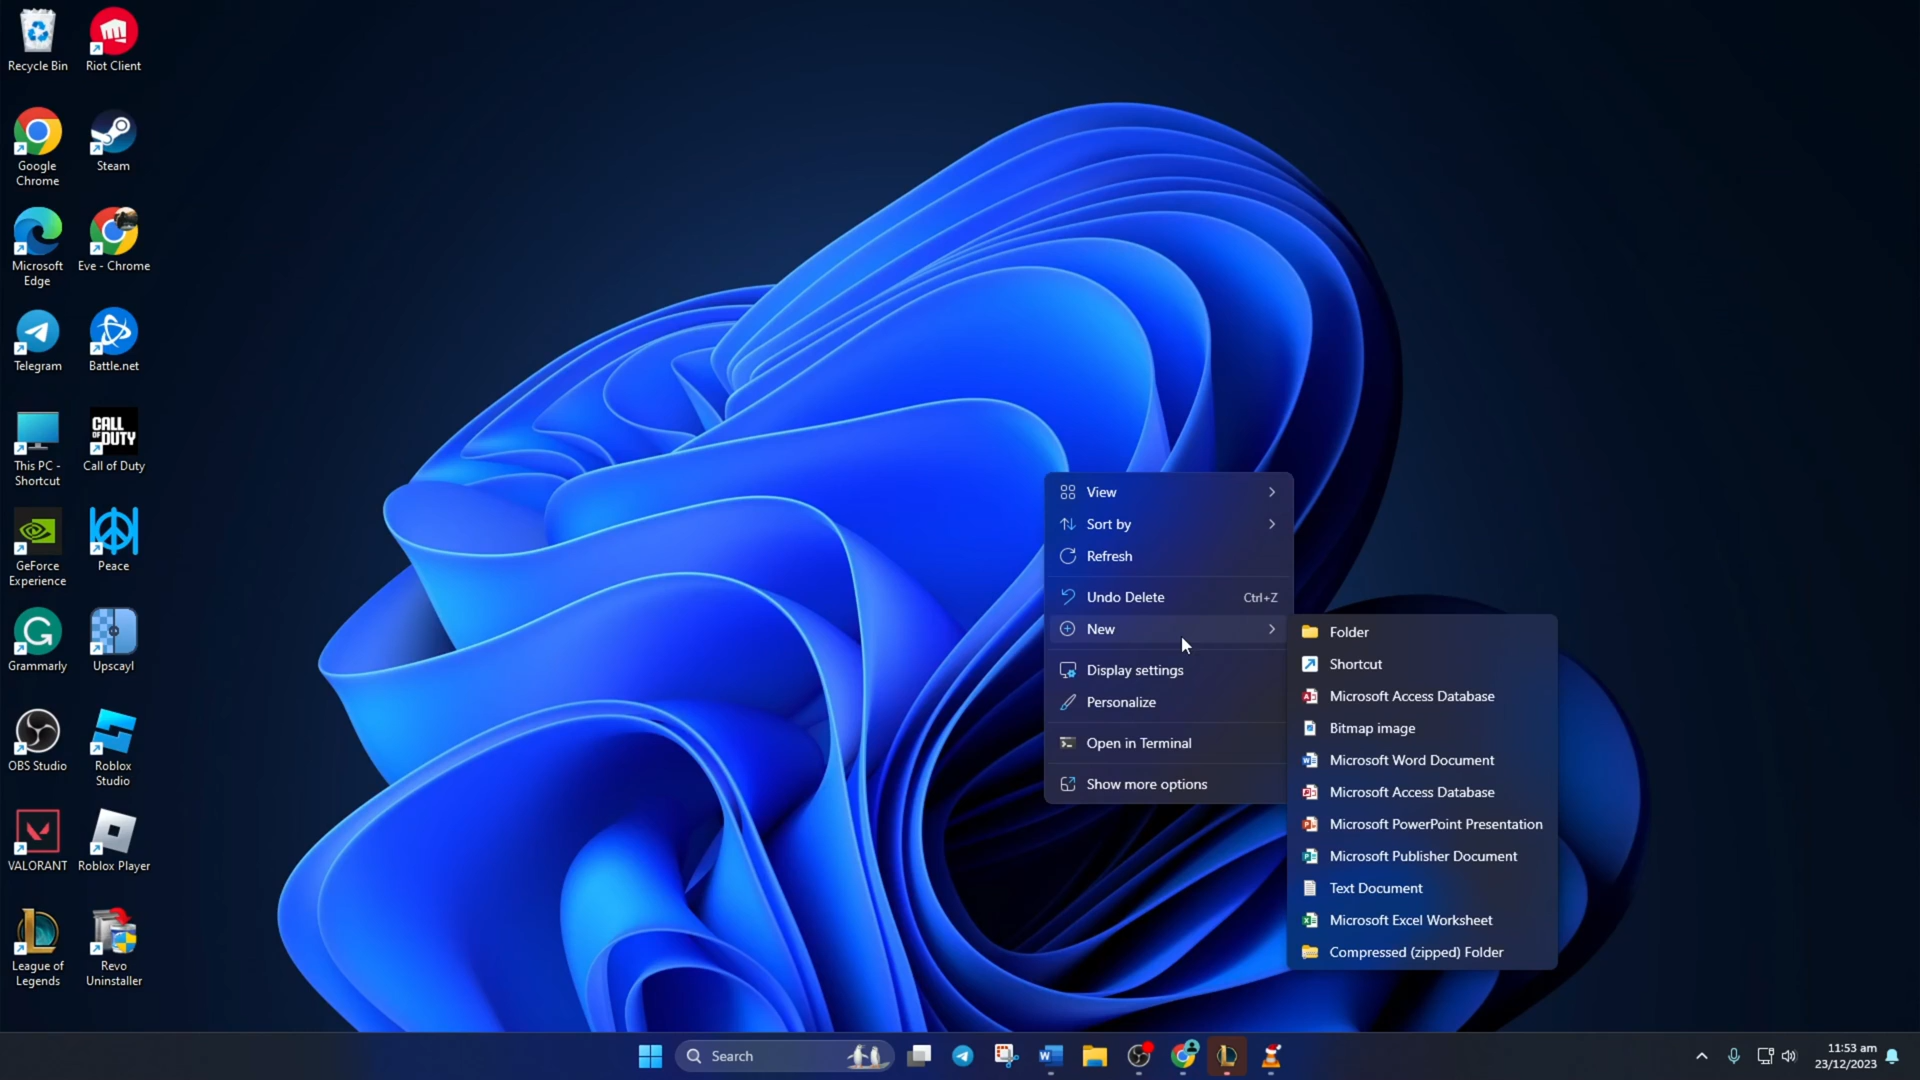 Recycle Bin
Riot Client
Google
Chrome
Steam
Microsoft
Edge
Eve - Chrome
Telegram
Battle.net
This PC -
Shortcut
CALL
OF DUTY
Call of Duty
GeForce
Experience
Peace
Grammarly
Upscayl
OBS Studio
Roblox
Studio
VALORANT
Roblox Player
League of
Legends
Revo
Uninstaller
View
Sort by
Refresh
Undo Delete Ctrl+Z
New
Display settings
Personalize
Open in Terminal
Show more options
Folder
Shortcut
Microsoft Access Database
Bitmap image
Microsoft Word Document
Microsoft Access Database
Microsoft PowerPoint Presentation
Microsoft Publisher Document
Text Document
Microsoft Excel Worksheet
Compressed (zipped) Folder
Search
11:53 am
23/12/2023